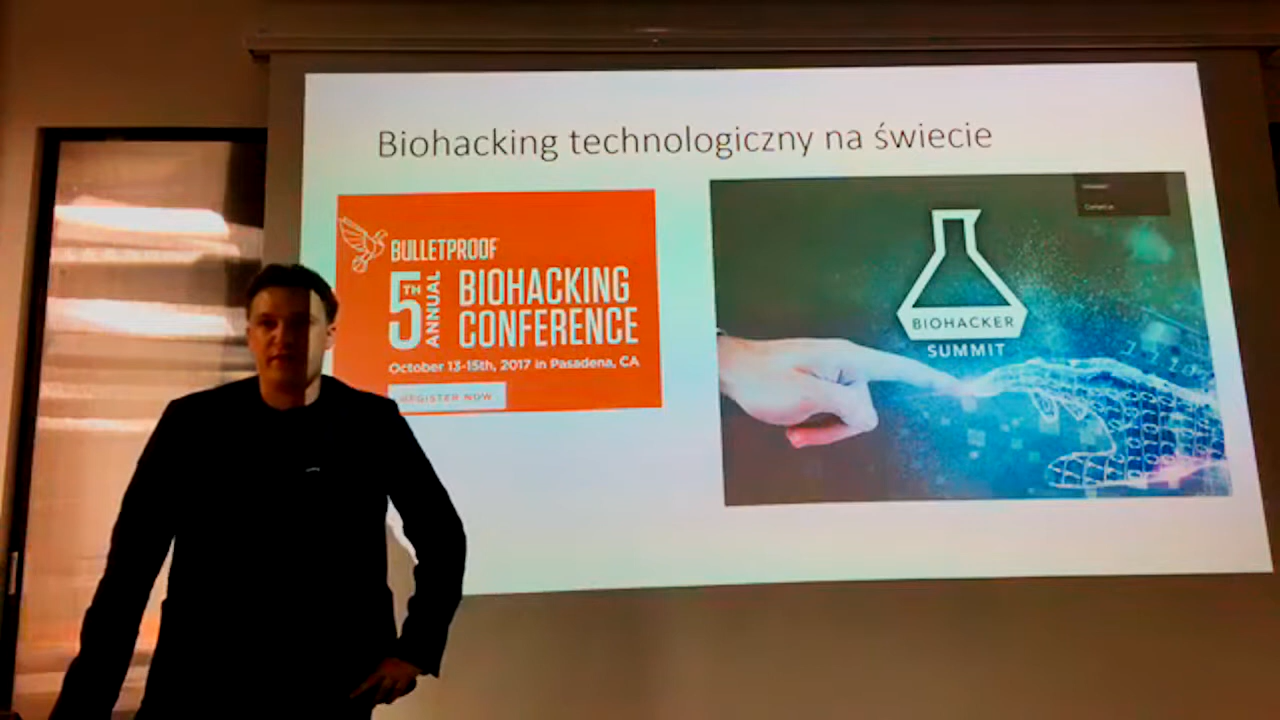 Biohacking technologiczny na świecie
BULLETPROOF
5TH ANNUAL
BIOHACKING
CONFERENCE
October 13-15th, 2017 in Pasadena, CA
REGISTER NOW
BIOHACKER
SUMMIT